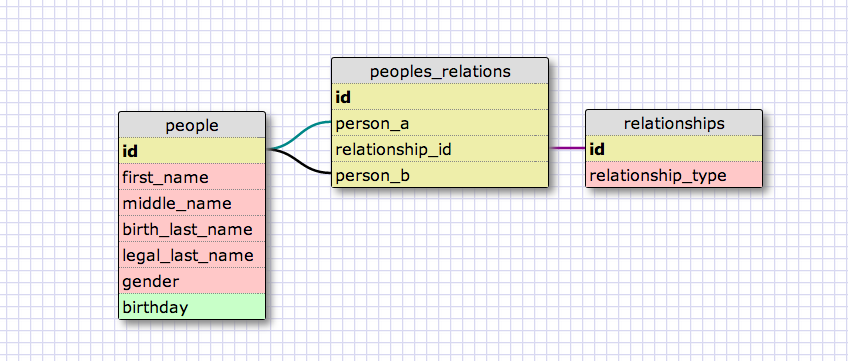 people
id
first_name
middle_name
birth_last_name
legal_last_name
gender
birthday
peoples_relations
id
person_a
relationship_id
person_b
relationships
id
relationship_type